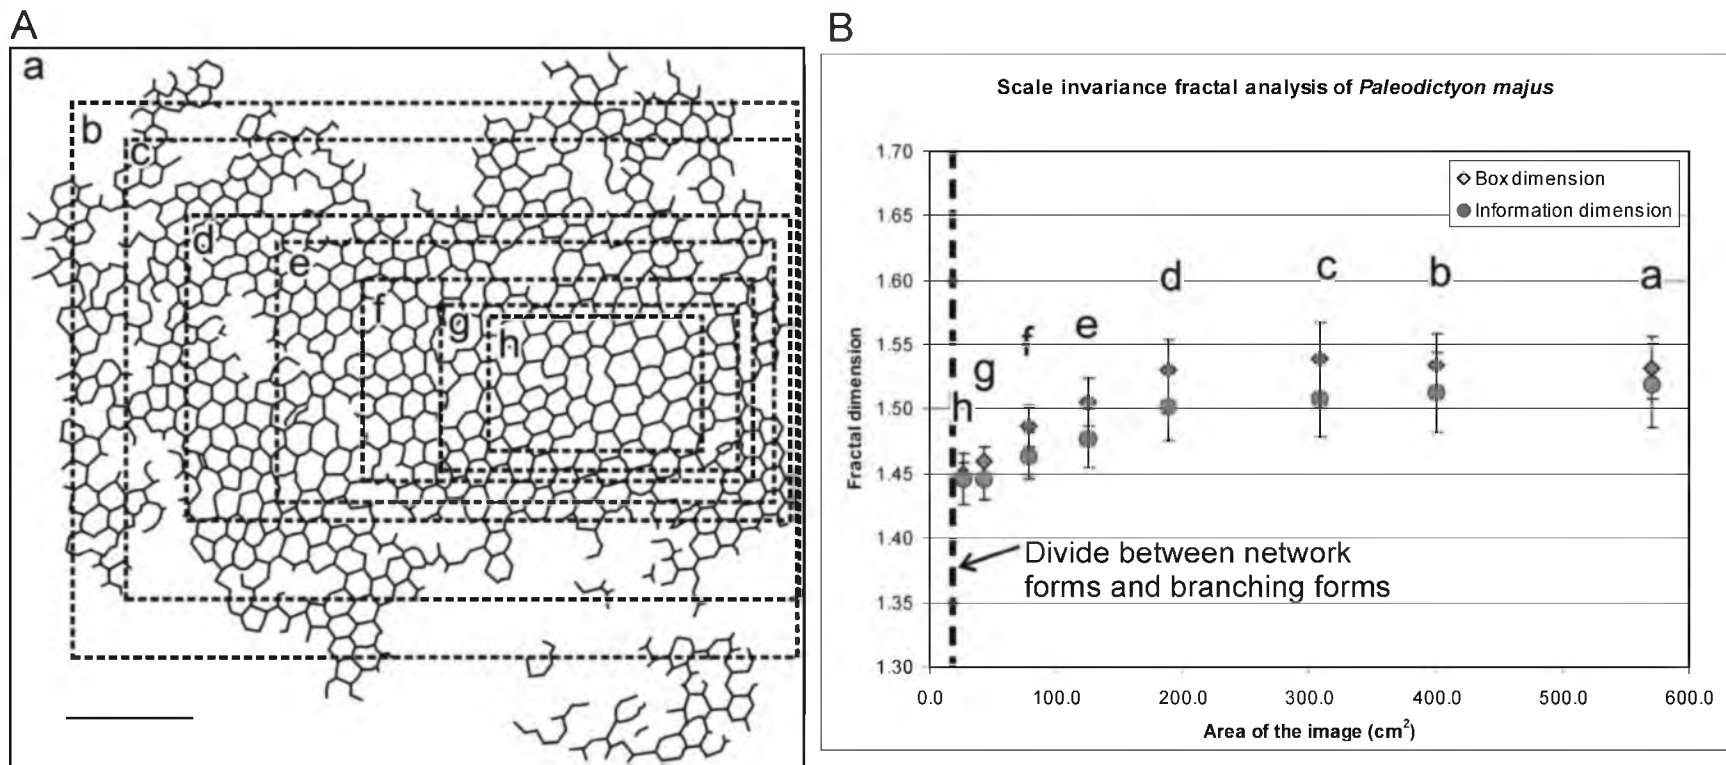 A
a
b
c
d
e
f
g
h
B
Scale invariance fractal analysis of Paleodictyon majus
1.70
1.65
1.60
1.55
1.50
1.45
1.40
1.35
1.30
Fractal dimension
Box dimension
Information dimension
h
g
f
e
d
c
b
a
Divide between network
forms and branching forms
0.0 100.0 200.0 300.0 400.0 500.0 600.0
Area of the image (cm²)